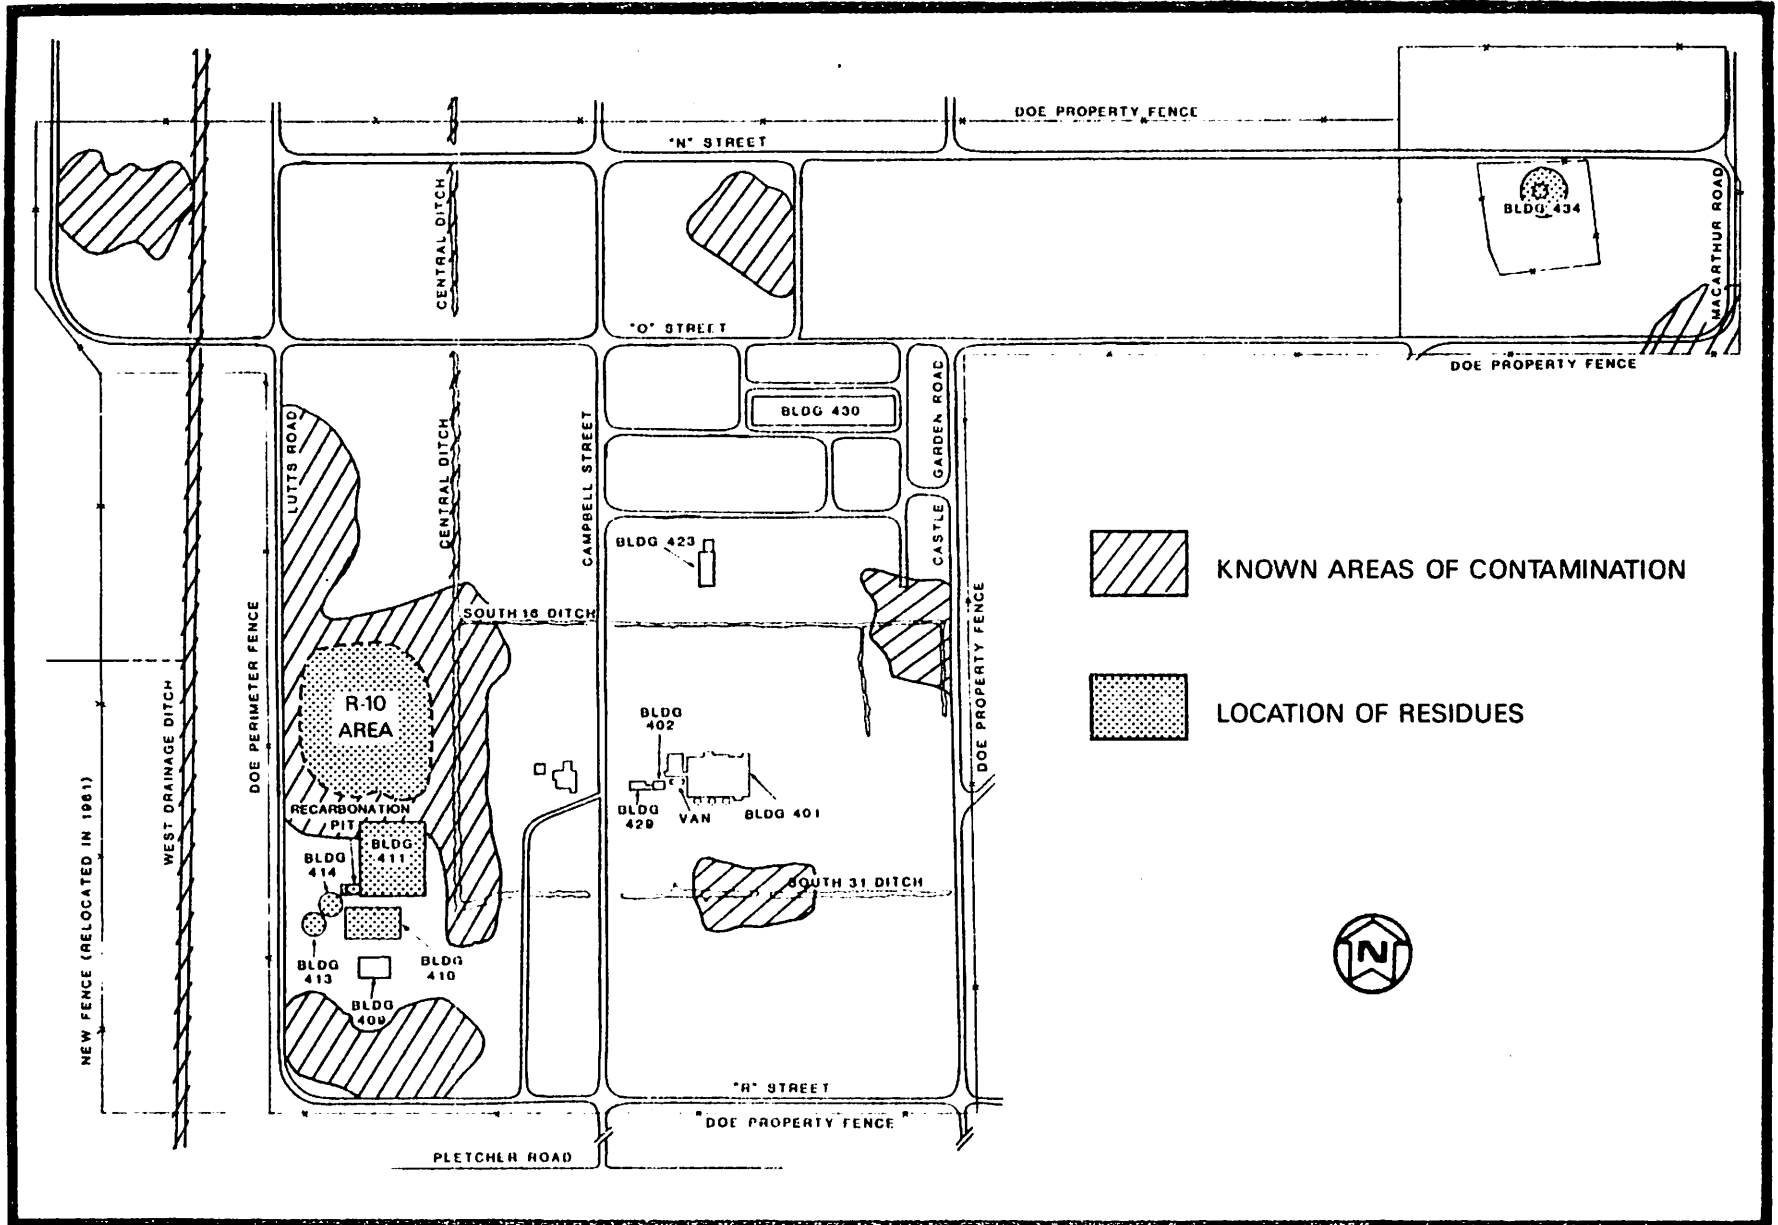 DOE PROPERTY FENCE
"N" STREET
CENTRAL DITCH
BLDG 434
MACARTHUR ROAD
"O" STREET
DOE PROPERTY FENCE
BLDG 430
LUTTS ROAD
CENTRAL DITCH
CAMPBELL STREET
CASTLE GARDEN ROAD
BLDG 423
SOUTH 16 DITCH
KNOWN AREAS OF CONTAMINATION
DOE PERIMETER FENCE
DOE PROPERTY FENCE
R-10
AREA
LOCATION OF RESIDUES
WEST DRAINAGE DITCH
NEW FENCE (RELOCATED IN 1981)
BLDG
402
RECARBONATION
PIT
BLDG
429
VAN
BLDG 401
BLDG
411
BLDG
414
SOUTH 31 DITCH
BLDG
413
BLDG
410
BLDG
409
N
"R" STREET
DOE PROPERTY FENCE
PLETCHER ROAD